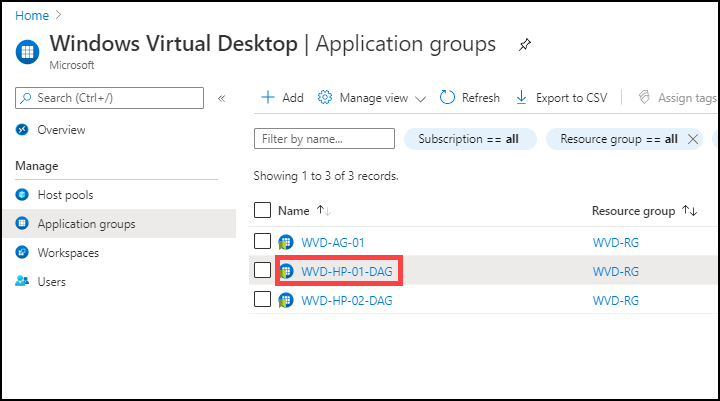 Home >
Windows Virtual Desktop | Application groups
Microsoft
Search (Ctrl+/)
«
+ Add
Manage view
Refresh
Export to CSV
Assign tags
Overview
Filter by name...
Subscription == all
Resource group == all
Manage
Showing 1 to 3 of 3 records.
Host pools
Application groups
Workspaces
Users
Name ↑↓
Resource group ↑↓
WVD-AG-01
WVD-RG
WVD-HP-01-DAG
WVD-RG
WVD-HP-02-DAG
WVD-RG